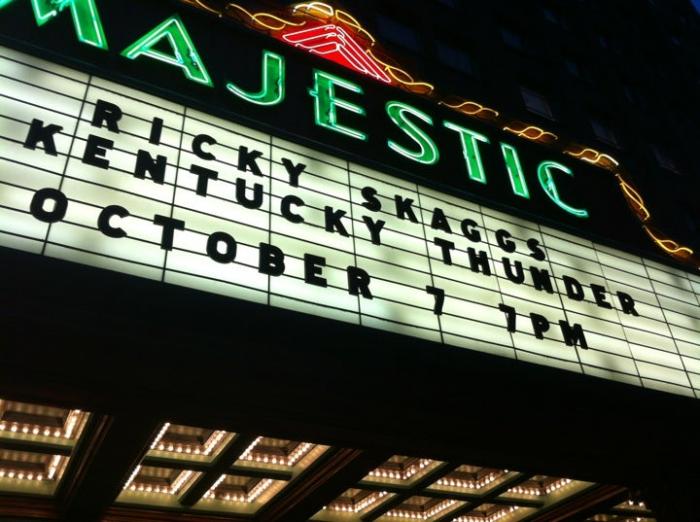 MAJESTIC
RICKY SKAGGS
KENTUCKY THUNDER
OCTOBER 7 7PM